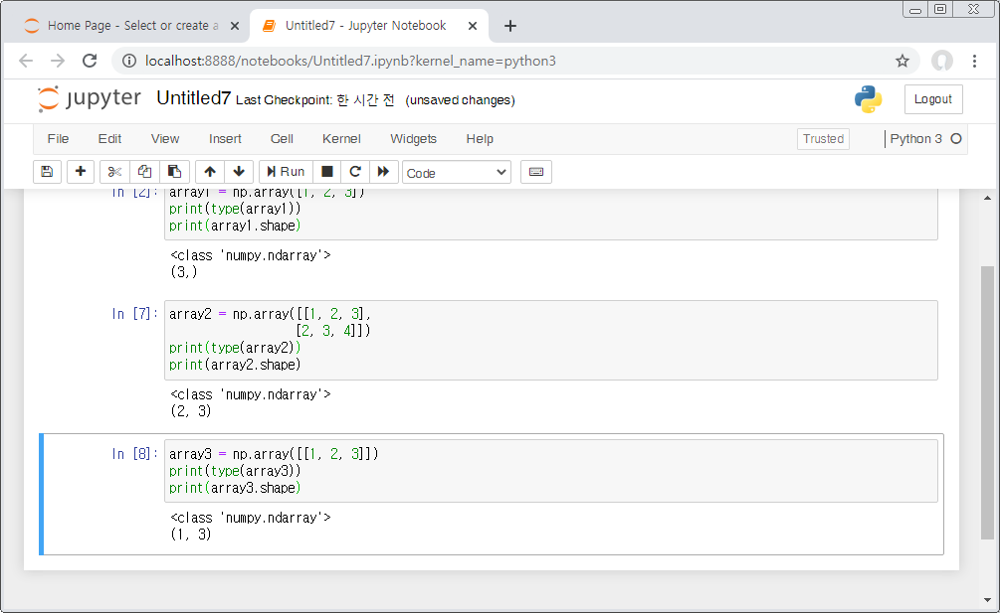 Home Page - Select or create a
Untitled7 - Jupyter Notebook
localhost:8888/notebooks/Untitled7.ipynb?kernel_name=python3
jupyter Untitled7 Last Checkpoint: 한 시간 전 (unsaved changes)
Logout
File Edit View Insert Cell Kernel Widgets Help
Trusted
Python 3
Run
Code
In [2]: array1 = np.array([1, 2, 3])
print(type(array1))
print(array1.shape)
<class 'numpy.ndarray'>
(3,)
In [7]: array2 = np.array([[1, 2, 3],
[2, 3, 4]])
print(type(array2))
print(array2.shape)
<class 'numpy.ndarray'>
(2, 3)
In [8]: array3 = np.array([[1, 2, 3]])
print(type(array3))
print(array3.shape)
<class 'numpy.ndarray'>
(1, 3)